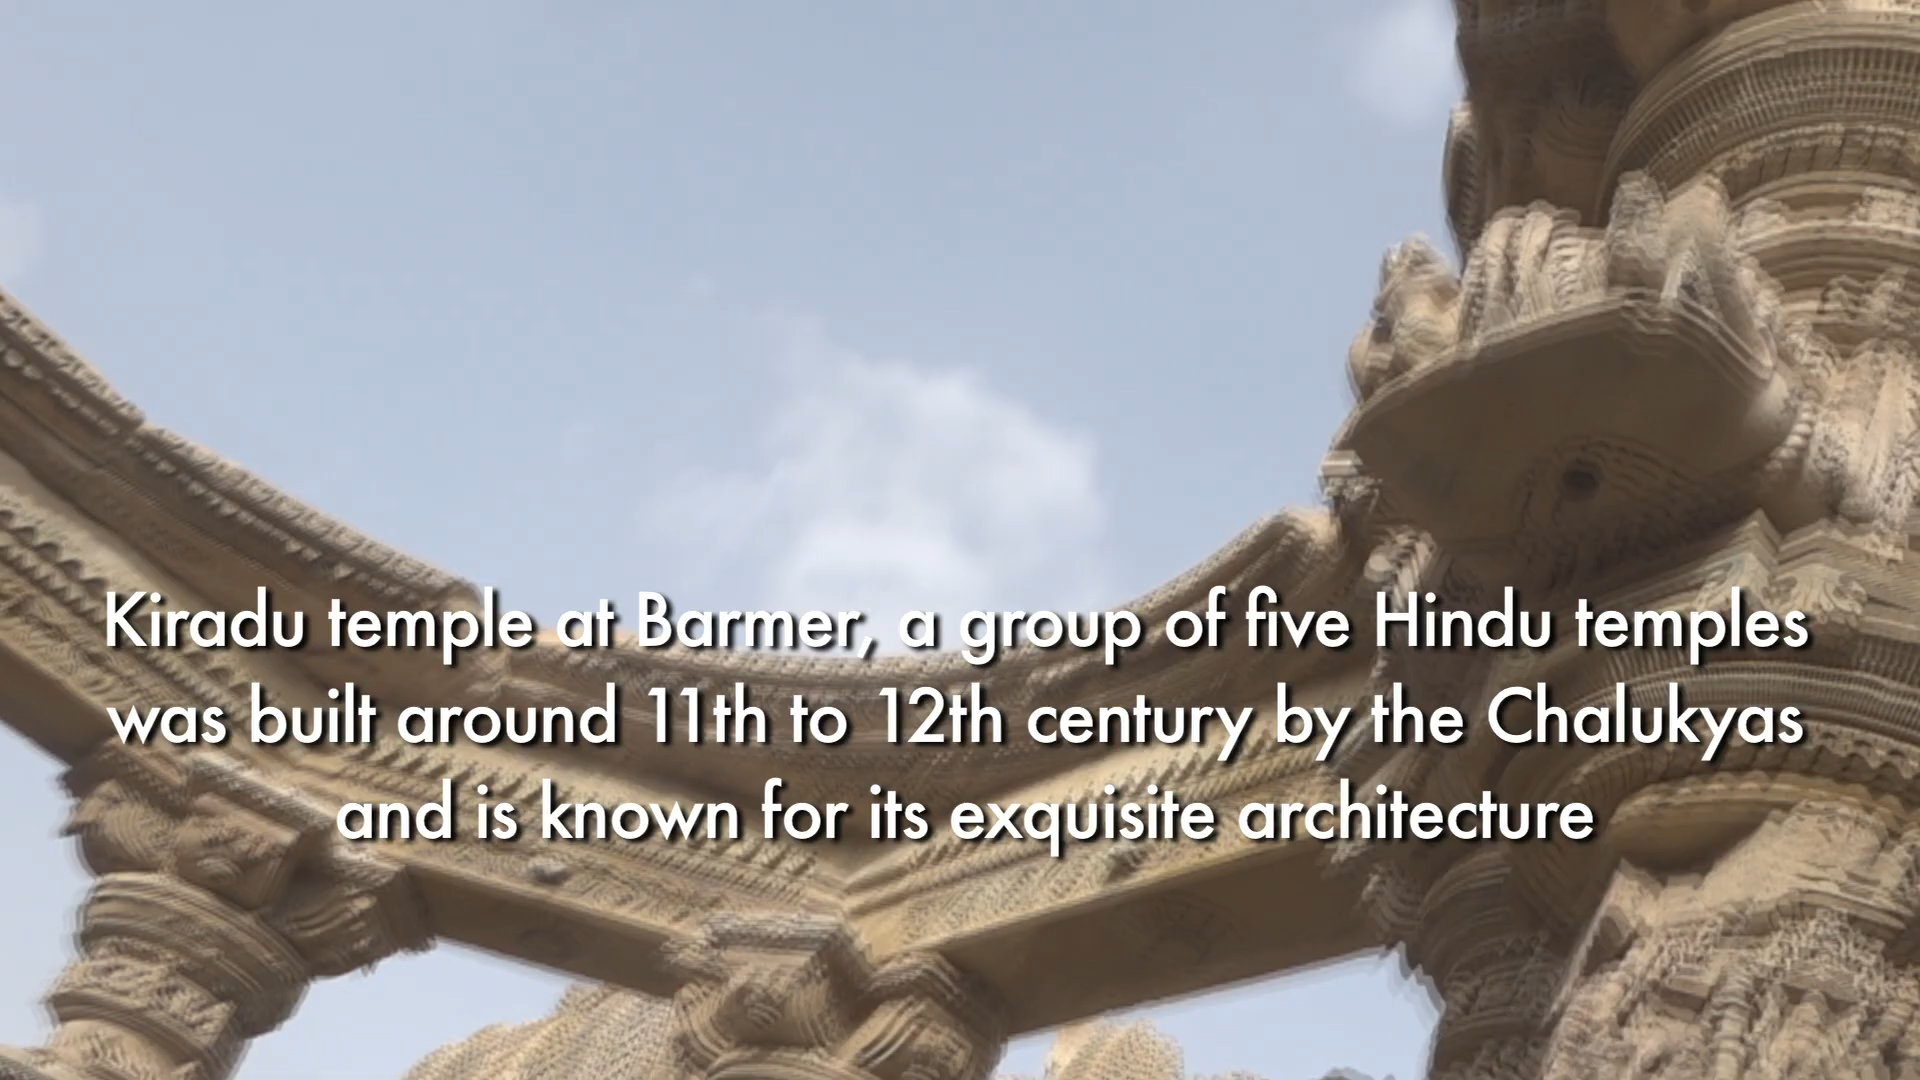 Kiradu temple at Barmer, a group of five Hindu temples
was built around 11th to 12th century by the Chalukyas
and is known for its exquisite architecture